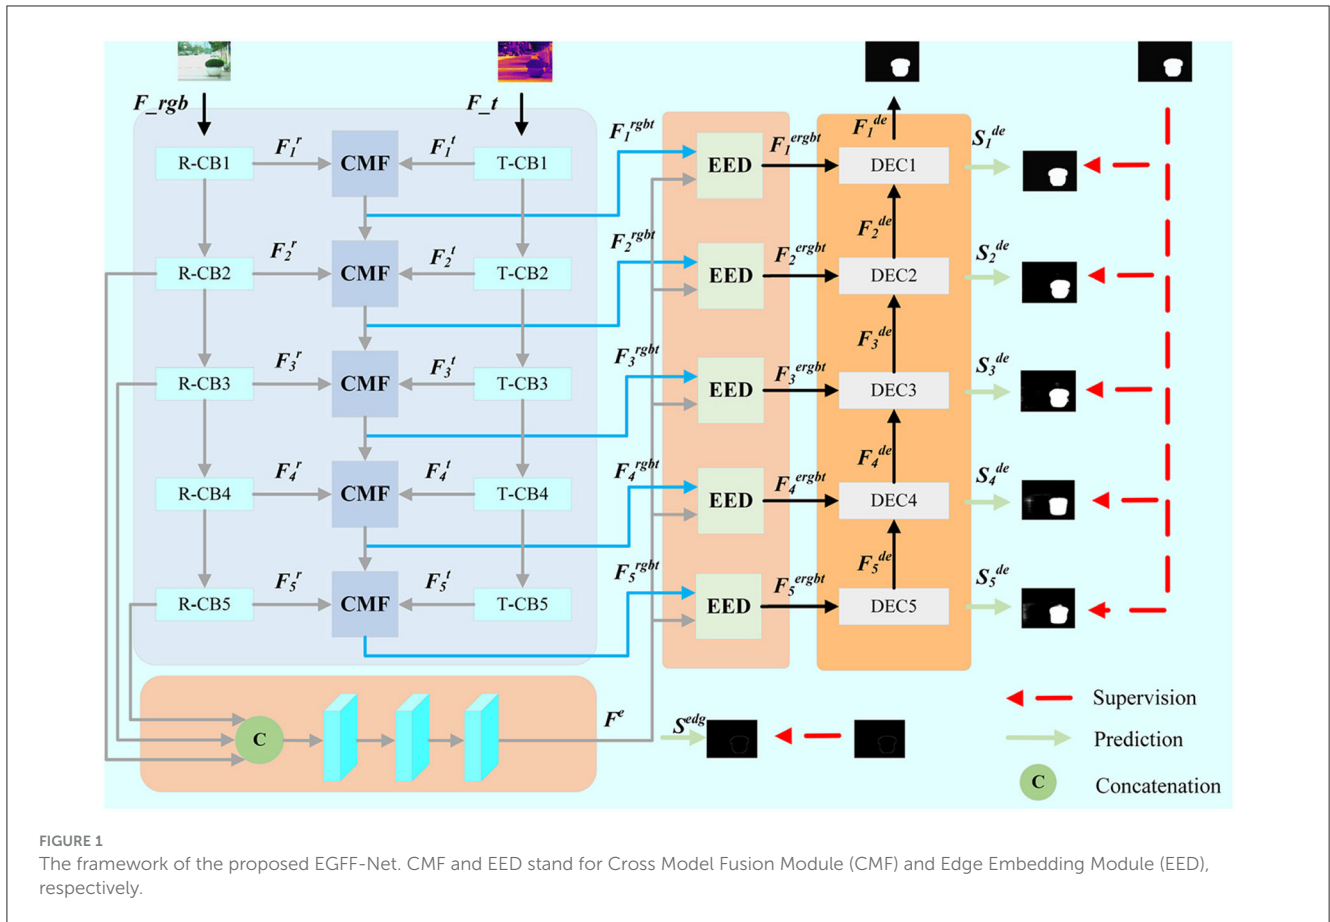 F_rgb F_t F₁ᵈᵉ
F₁ʳ F₁ᵗ F₁ʳᵍᵇᵗ F₁ᵉʳᵍᵇᵗ S₁ᵈᵉ
R-CB1 CMF T-CB1 EED DEC1
F₂ᵈᵉ
F₂ʳ F₂ᵗ F₂ʳᵍᵇᵗ F₂ᵉʳᵍᵇᵗ S₂ᵈᵉ
R-CB2 CMF T-CB2 EED DEC2
F₃ᵈᵉ
F₃ʳ F₃ᵗ F₃ʳᵍᵇᵗ F₃ᵉʳᵍᵇᵗ S₃ᵈᵉ
R-CB3 CMF T-CB3 EED DEC3
F₄ᵈᵉ
F₄ʳ F₄ᵗ F₄ʳᵍᵇᵗ F₄ᵉʳᵍᵇᵗ S₄ᵈᵉ
R-CB4 CMF T-CB4 EED DEC4
F₅ᵈᵉ
F₅ʳ F₅ᵗ F₅ʳᵍᵇᵗ F₅ᵉʳᵍᵇᵗ S₅ᵈᵉ
R-CB5 CMF T-CB5 EED DEC5
C Fᵉ Sᵉᵈᵍ
Supervision
Prediction
C Concatenation
FIGURE 1
The framework of the proposed EGFF-Net. CMF and EED stand for Cross Model Fusion Module (CMF) and Edge Embedding Module (EED),
respectively.